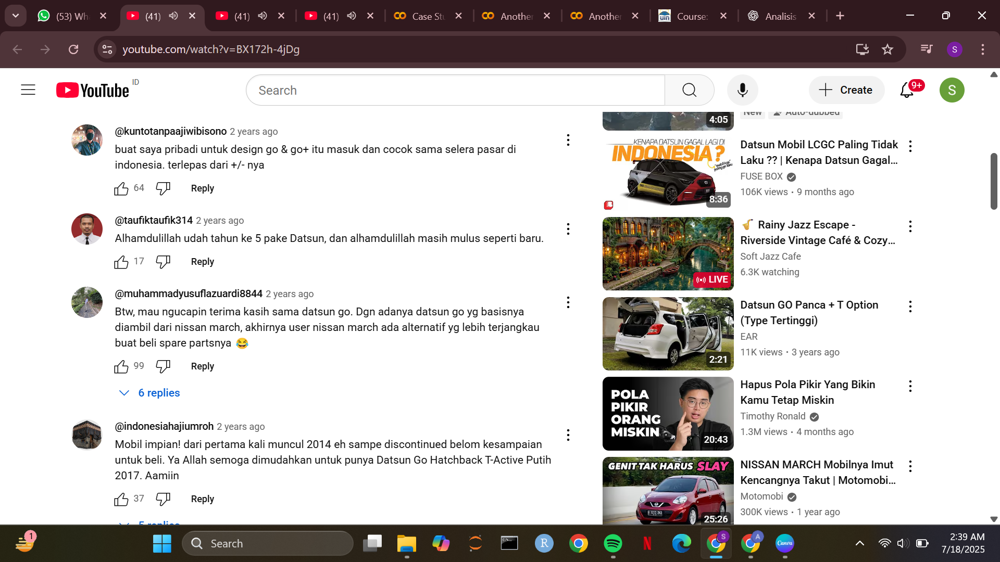 (53) Wh
(41)
(41)
(41)
Case Stu
Another
Another
Course:
Analisis
youtube.com/watch?v=BX172h-4jDg
S
YouTube
ID
Search
Create
9+
S
@kuntotanpaajiwibisono 2 years ago
buat saya pribadi untuk design go & go+ itu masuk dan cocok sama selera pasar di
indonesia. terlepas dari +/- nya
64
Reply
@taufiktaufik314 2 years ago
Alhamdulillah udah tahun ke 5 pake Datsun, dan alhamdulillah masih mulus seperti baru.
17
Reply
@muhammadyusuflazuardi8844 2 years ago
Btw, mau ngucapin terima kasih sama datsun go. Dgn adanya datsun go yg basisnya
diambil dari nissan march, akhirnya user nissan march ada alternatif yg lebih terjangkau
buat beli spare partsnya 😂
99
Reply
6 replies
@indonesiahajiumroh 2 years ago
Mobil impian! dari pertama kali muncul 2014 eh sampe discontinued belom kesampaian
untuk beli. Ya Allah semoga dimudahkan untuk punya Datsun Go Hatchback T-Active Putih
2017. Aamiin
37
Reply
5 replies
4:05
New
Auto-dubbed
KENAPA DATSUN GAGAL LAGI DI
INDONESIA?
"mobil lcgc
paling ga laku"
8:36
Datsun Mobil LCGC Paling Tidak
Laku ?? | Kenapa Datsun Gagal...
FUSE BOX
106K views • 9 months ago
LIVE
🎷 Rainy Jazz Escape -
Riverside Vintage Café & Cozy...
Soft Jazz Cafe
6.3K watching
2:21
Datsun GO Panca + T Option
(Type Tertinggi)
EAR
11K views • 3 years ago
POLA
PIKIR
ORANG
MISKIN
20:43
Hapus Pola Pikir Yang Bikin
Kamu Tetap Miskin
Timothy Ronald
1.3M views • 4 months ago
GENIT TAK HARUS SLAY
25:26
NISSAN MARCH Mobilnya Imut
Kencangnya Takut | Motomobi...
Motomobi
300K views • 1 year ago
1
Search
R
N
S
A
Canva
2:39 AM
7/18/2025